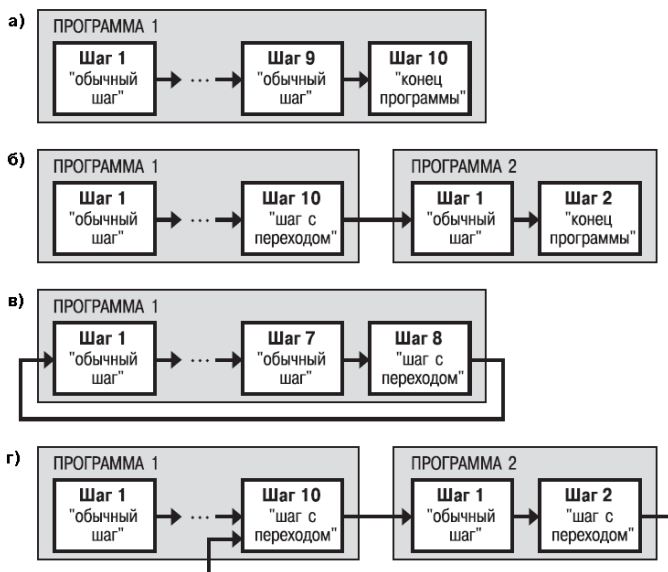 а)
ПРОГРАММА 1
Шаг 1
"обычный
шаг"
...
Шаг 9
"обычный
шаг"
Шаг 10
"конец
программы"
б)
ПРОГРАММА 1
Шаг 1
"обычный
шаг"
...
Шаг 10
"шаг с
переходом"
ПРОГРАММА 2
Шаг 1
"обычный
шаг"
Шаг 2
"конец
программы"
в)
ПРОГРАММА 1
Шаг 1
"обычный
шаг"
...
Шаг 7
"обычный
шаг"
Шаг 8
"шаг с
переходом"
г)
ПРОГРАММА 1
Шаг 1
"обычный
шаг"
...
Шаг 10
"шаг с
переходом"
ПРОГРАММА 2
Шаг 1
"обычный
шаг"
Шаг 2
"шаг с
переходом"